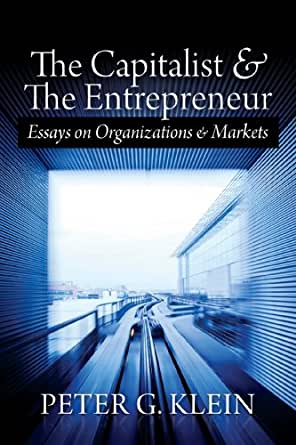 The Capitalist &
The Entrepreneur
Essays on Organizations & Markets
PETER G. KLEIN